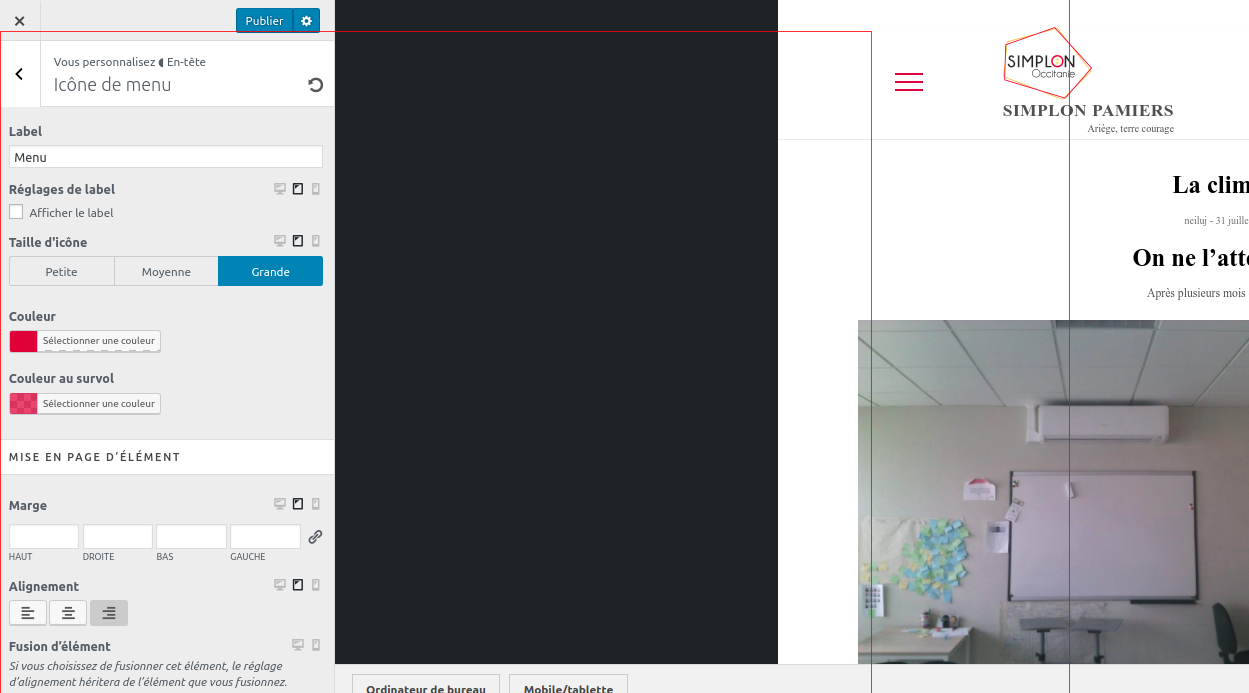 Publier
Vous personnalisez ◖ En-tête
Icône de menu
Label
Menu
Réglages de label
Afficher le label
Taille d'icône
Petite
Moyenne
Grande
Couleur
Sélectionner une couleur
Couleur au survol
Sélectionner une couleur
MISE EN PAGE D'ÉLÉMENT
Marge
HAUT
DROITE
BAS
GAUCHE
Alignement
Fusion d'élément
Si vous choisissez de fusionner cet élément, le réglage
d'alignement héritera de l'élément que vous fusionnez.
SIMPLON
Occitanie
SIMPLON PAMIERS
Ariège, terre courage
La clim
neiluj - 31 juille
On ne l'atte
Après plusieurs mois
Ordinateur de bureau
Mobile/tablette